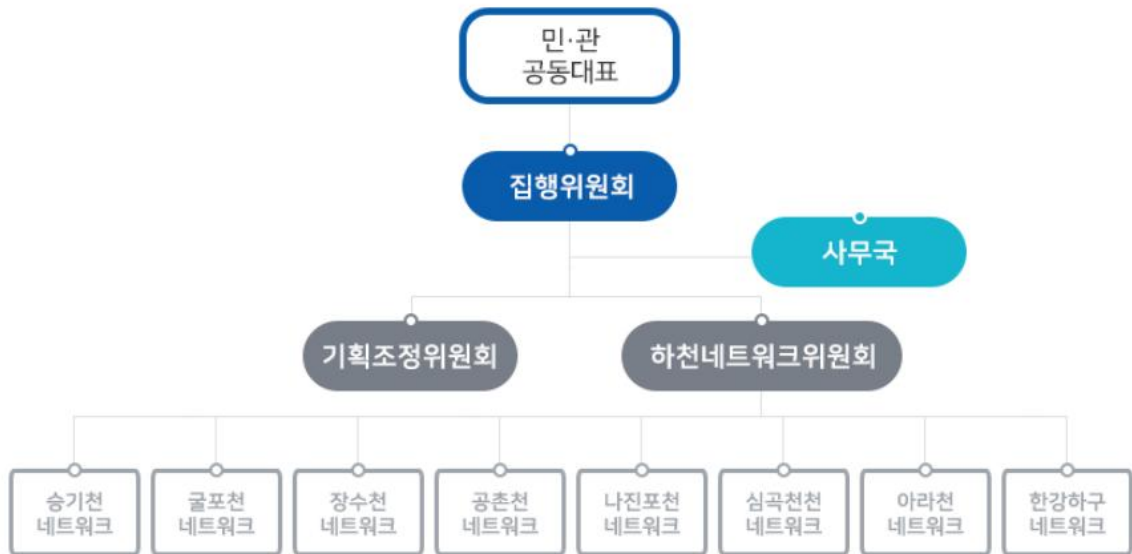 민·관
공동대표
집행위원회
사무국
기획조정위원회
하천네트워크위원회
승기천
네트워크
굴포천
네트워크
장수천
네트워크
공촌천
네트워크
나진포천
네트워크
심곡천천
네트워크
아라천
네트워크
한강하구
네트워크